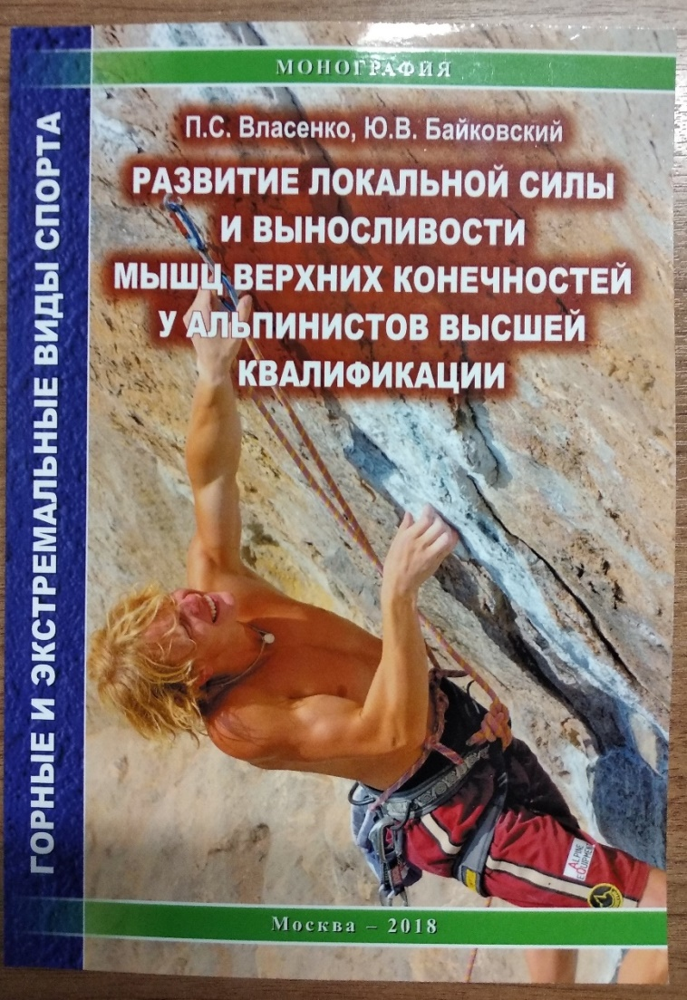 МОНОГРАФИЯ
П.С. Власенко, Ю.В. Байковский
РАЗВИТИЕ ЛОКАЛЬНОЙ СИЛЫ
И ВЫНОСЛИВОСТИ
МЫШЦ ВЕРХНИХ КОНЕЧНОСТЕЙ
У АЛЬПИНИСТОВ ВЫСШЕЙ
КВАЛИФИКАЦИИ
ГОРНЫЕ И ЭКСТРЕМАЛЬНЫЕ ВИДЫ СПОРТА
ALPINE
EQUIPMENT
Москва – 2018